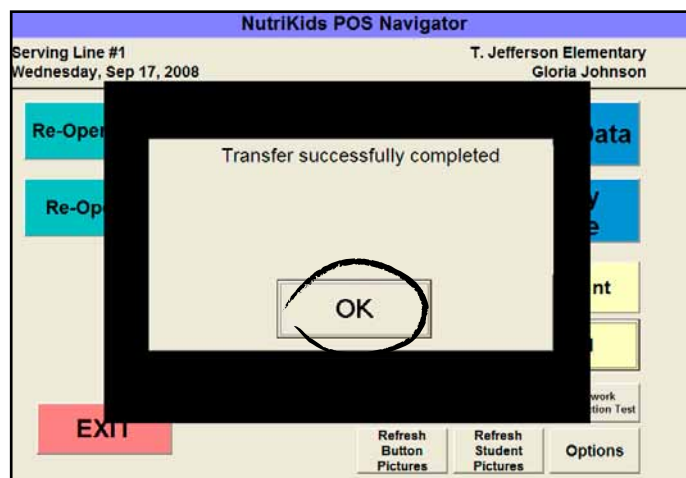 NutriKids POS Navigator
Serving Line #1
T. Jefferson Elementary
Wednesday, Sep 17, 2008
Gloria Johnson
Transfer successfully completed
OK
EXIT
Refresh
Button
Pictures
Refresh
Student
Pictures
Options